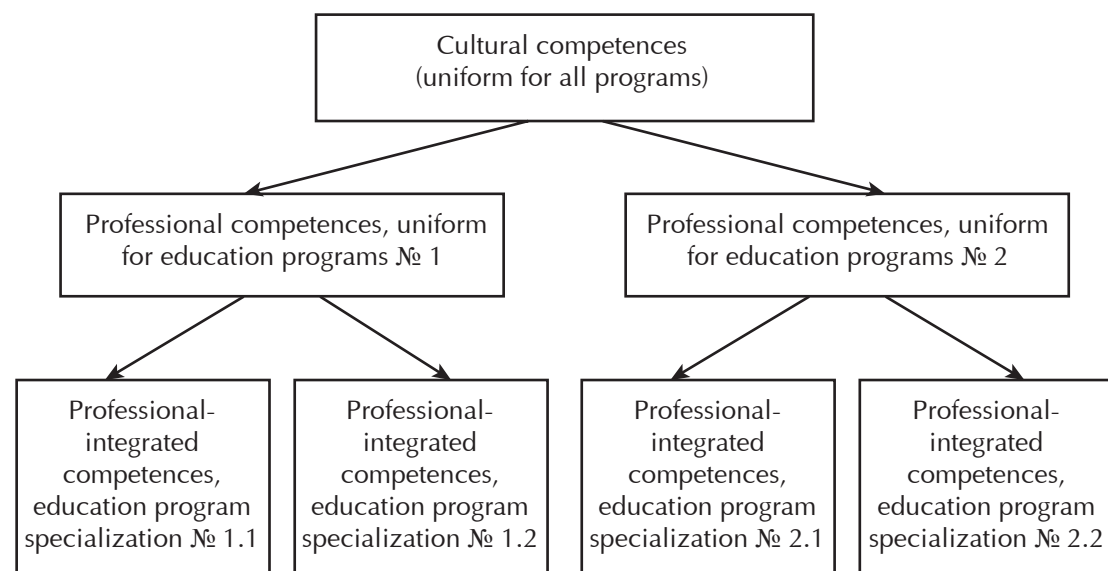 Cultural competences
(uniform for all programs)
Professional competences, uniform
for education programs № 1
Professional competences, uniform
for education programs № 2
Professional-
integrated
competences,
education program
specialization № 1.1
Professional-
integrated
competences,
education program
specialization № 1.2
Professional-
integrated
competences,
education program
specialization № 2.1
Professional-
integrated
competences,
education program
specialization № 2.2